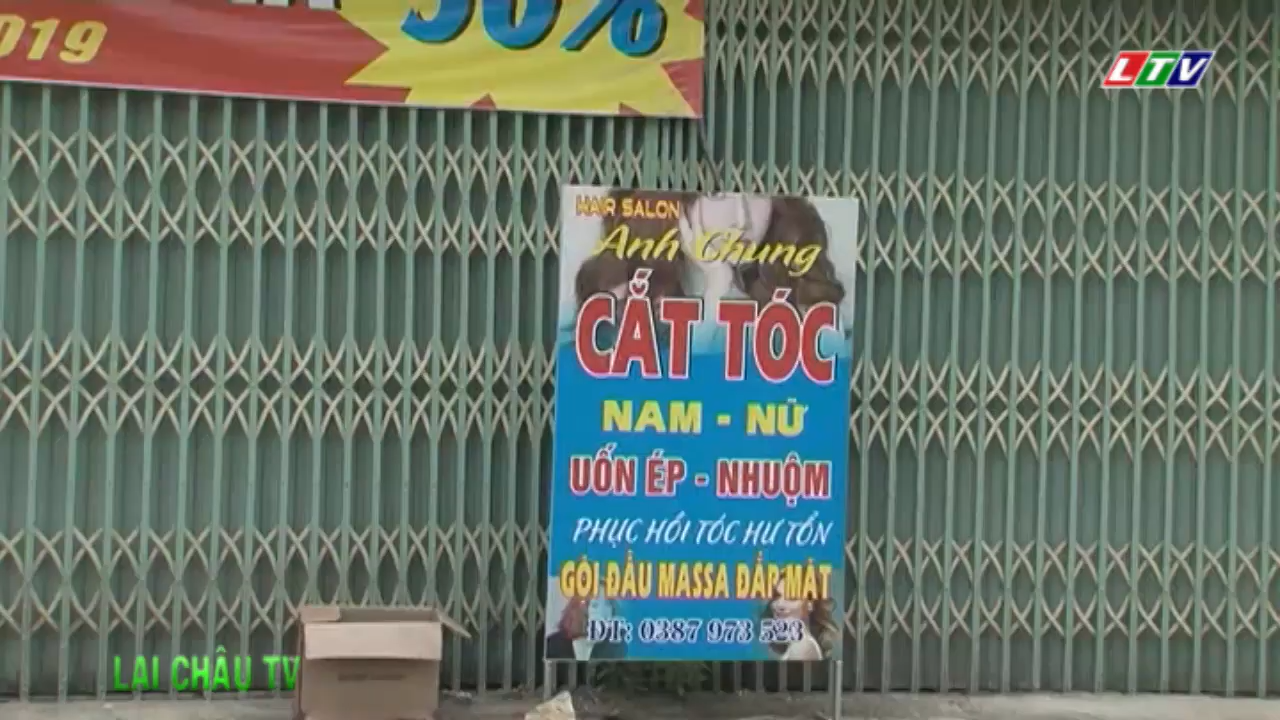 50%
019
LTV
HAIR SALON
Anh Chung
CẮT TÓC
NAM - NỮ
UỐN ÉP - NHUỘM
PHỤC HỒI TÓC HƯ TỔN
GỘI ĐẦU MASSA ĐẮP MẶT
ĐT: 0387 973 523
LAI CHÂU TV